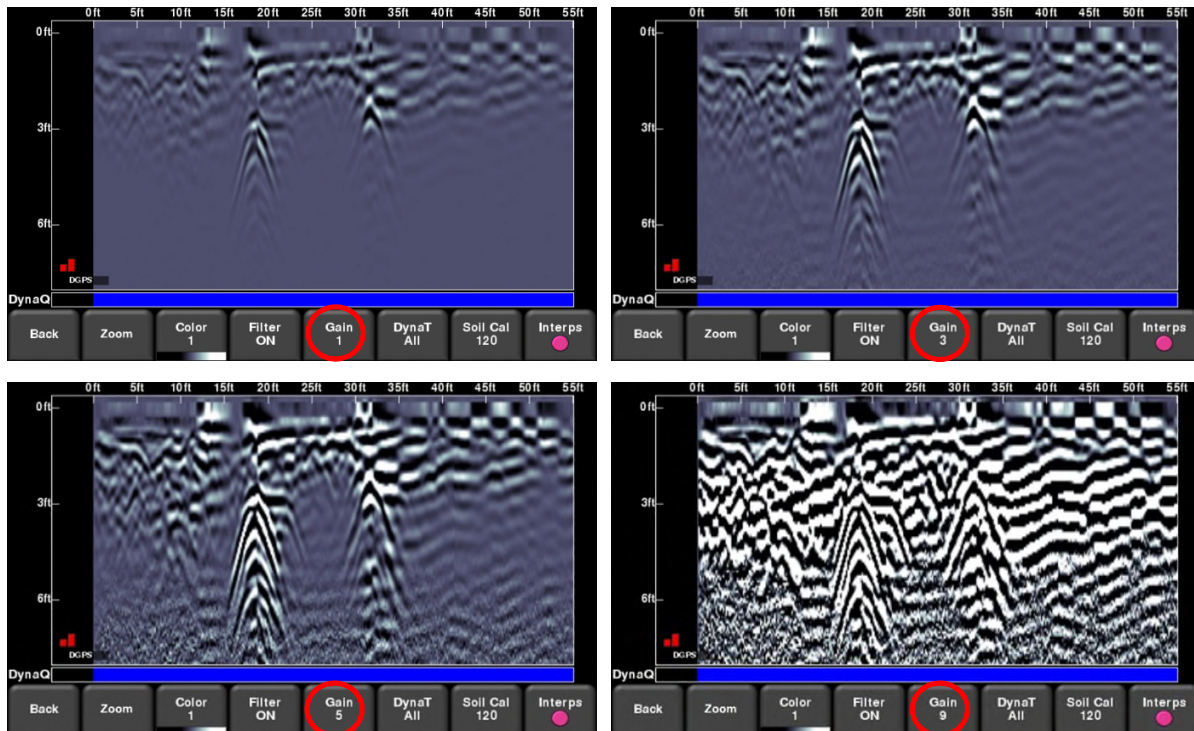 0ft 5ft 10ft 15ft 20ft 25ft 30ft 35ft 40ft 45ft 50ft 55ft
0ft
3ft
6ft
DGPS
DynaQ
Back Zoom Color 1 Filter ON Gain 1 DynaT All Soil Cal 120 Interps
0ft 5ft 10ft 15ft 20ft 25ft 30ft 35ft 40ft 45ft 50ft 55ft
0ft
3ft
6ft
DGPS
DynaQ
Back Zoom Color 1 Filter ON Gain 3 DynaT All Soil Cal 120 Interps
0ft 5ft 10ft 15ft 20ft 25ft 30ft 35ft 40ft 45ft 50ft 55ft
0ft
3ft
6ft
DGPS
DynaQ
Back Zoom Color 1 Filter ON Gain 5 DynaT All Soil Cal 120 Interps
0ft 5ft 10ft 15ft 20ft 25ft 30ft 35ft 40ft 45ft 50ft 55ft
0ft
3ft
6ft
DGPS
DynaQ
Back Zoom Color 1 Filter ON Gain 9 DynaT All Soil Cal 120 Interps